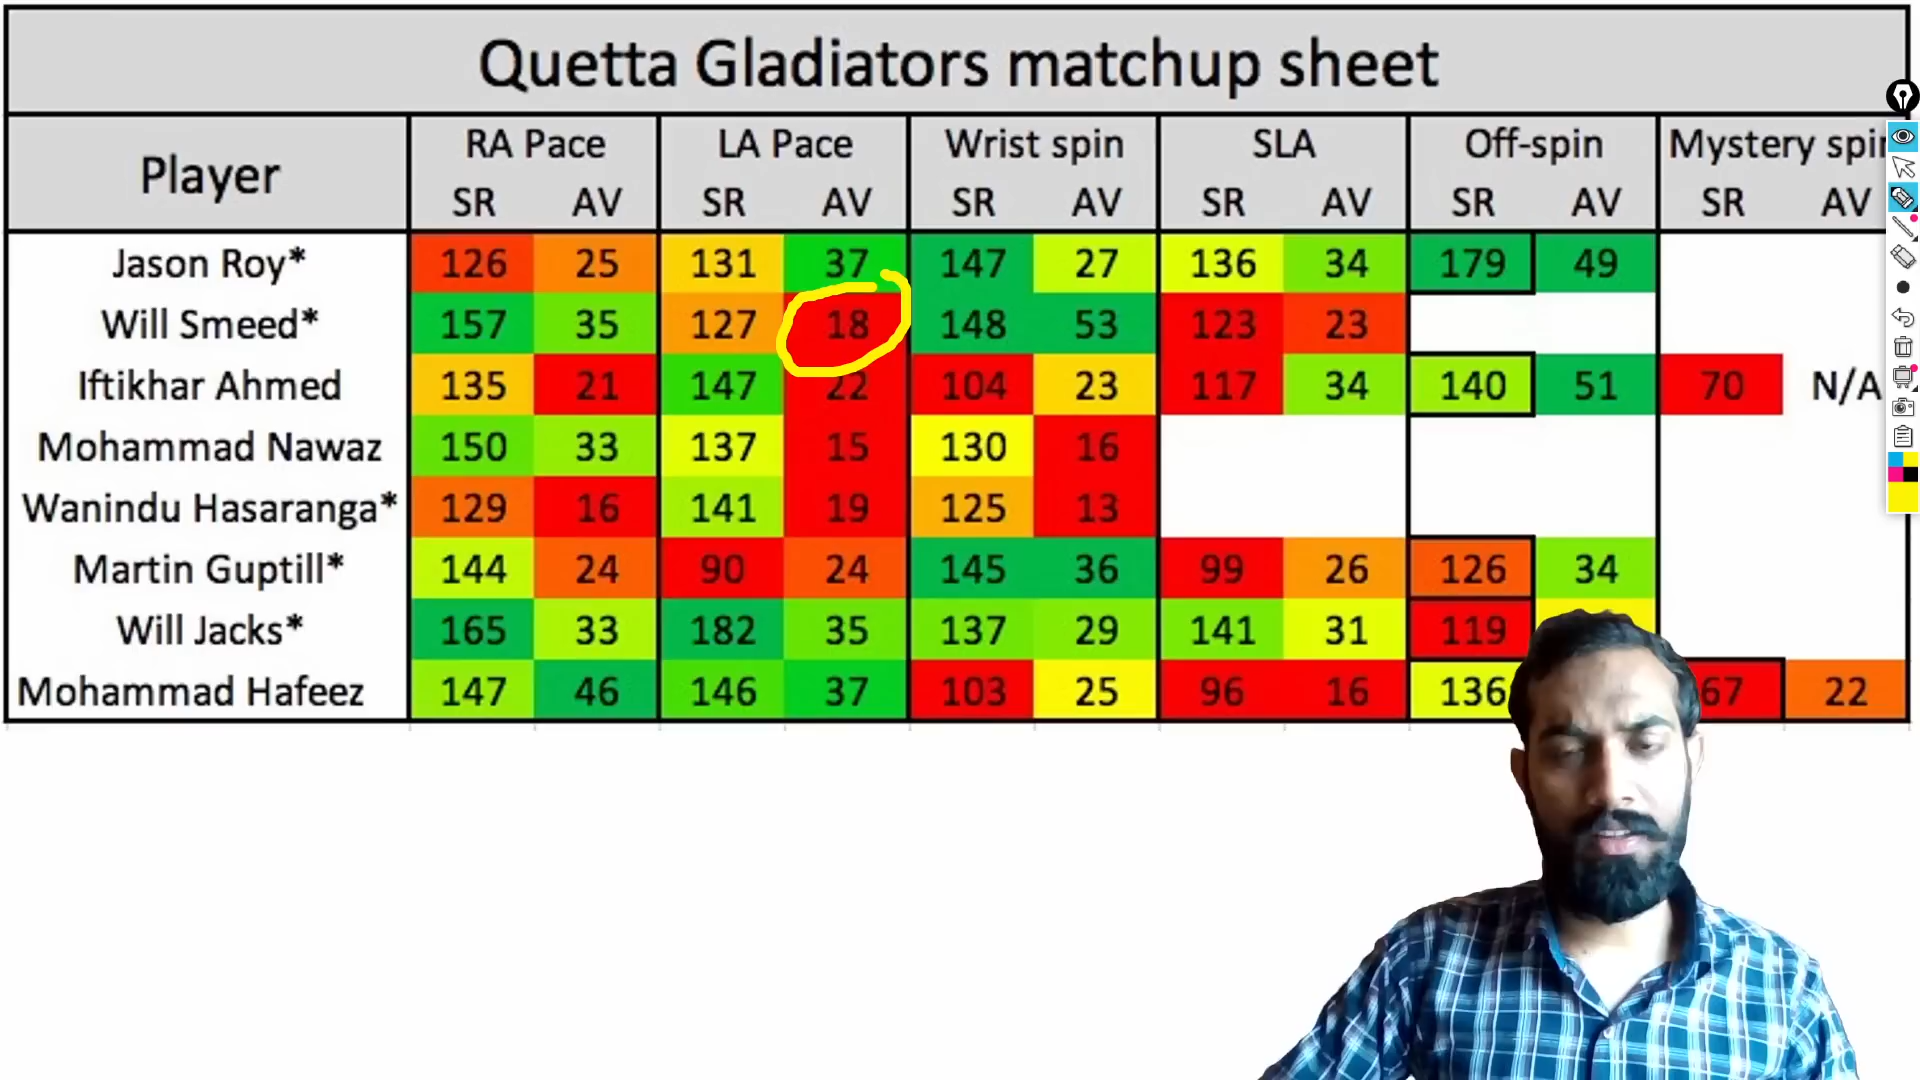 Quetta Gladiators matchup sheet
Player RA Pace LA Pace Wrist spin SLA Off-spin Mystery spin
SR AV SR AV SR AV SR AV SR AV SR AV
Jason Roy* 126 25 131 37 147 27 136 34 179 49
Will Smeed* 157 35 127 18 148 53 123 23
Iftikhar Ahmed 135 21 147 22 104 23 117 34 140 51 70 N/A
Mohammad Nawaz 150 33 137 15 130 16
Wanindu Hasaranga* 129 16 141 19 125 13
Martin Guptill* 144 24 90 24 145 36 99 26 126 34
Will Jacks* 165 33 182 35 137 29 141 31 119
Mohammad Hafeez 147 46 146 37 103 25 96 16 136 67 22